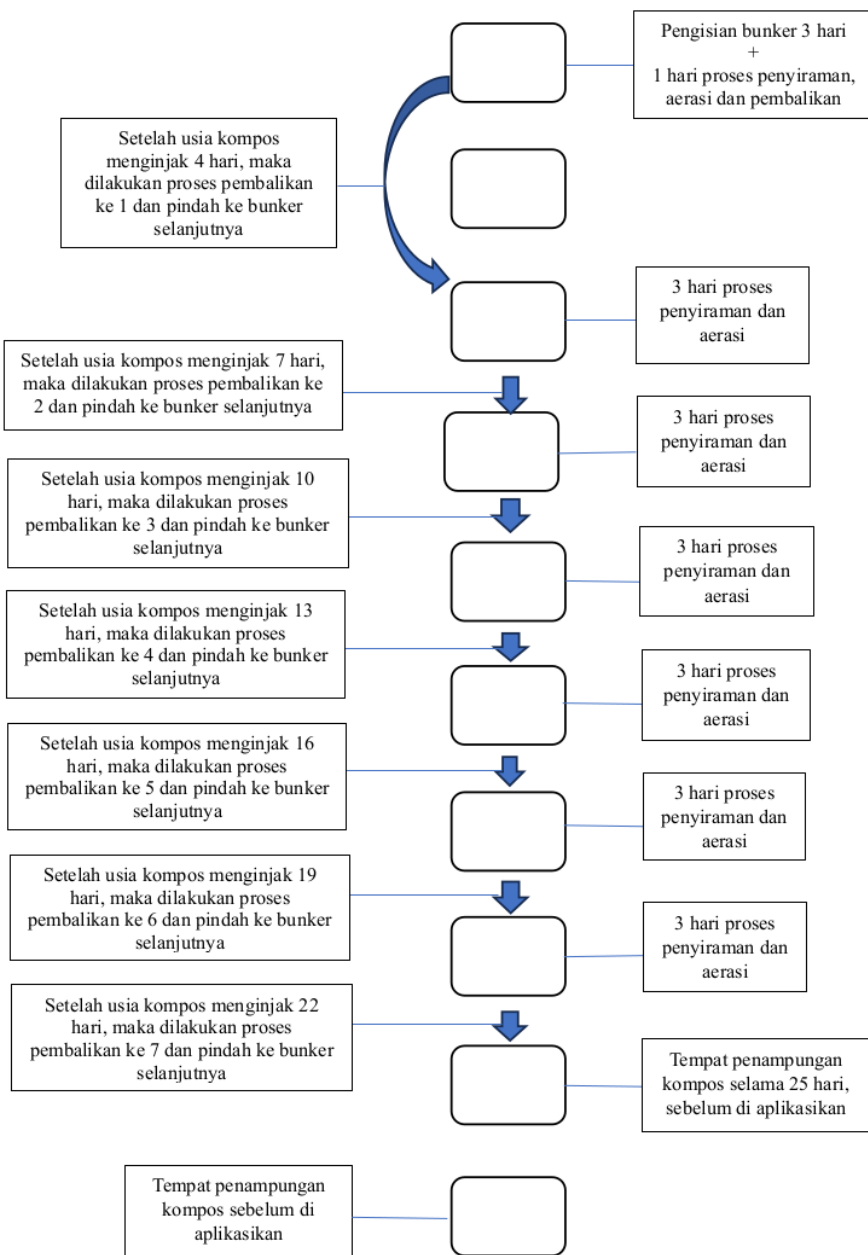 Pengisian bunker 3 hari
+
1 hari proses penyiraman,
aerasi dan pembalikan
Setelah usia kompos
menginjak 4 hari, maka
dilakukan proses pembalikan
ke 1 dan pindah ke bunker
selanjutnya
3 hari proses
penyiraman dan
aerasi
Setelah usia kompos menginjak 7 hari,
maka dilakukan proses pembalikan ke
2 dan pindah ke bunker selanjutnya
3 hari proses
penyiraman dan
aerasi
Setelah usia kompos menginjak 10
hari, maka dilakukan proses
pembalikan ke 3 dan pindah ke bunker
selanjutnya
3 hari proses
penyiraman dan
aerasi
Setelah usia kompos menginjak 13
hari, maka dilakukan proses
pembalikan ke 4 dan pindah ke bunker
selanjutnya
3 hari proses
penyiraman dan
aerasi
Setelah usia kompos menginjak 16
hari, maka dilakukan proses
pembalikan ke 5 dan pindah ke bunker
selanjutnya
3 hari proses
penyiraman dan
aerasi
Setelah usia kompos menginjak 19
hari, maka dilakukan proses
pembalikan ke 6 dan pindah ke bunker
selanjutnya
3 hari proses
penyiraman dan
aerasi
Setelah usia kompos menginjak 22
hari, maka dilakukan proses
pembalikan ke 7 dan pindah ke bunker
selanjutnya
Tempat penampungan
kompos selama 25 hari,
sebelum di aplikasikan
Tempat penampungan
kompos sebelum di
aplikasikan